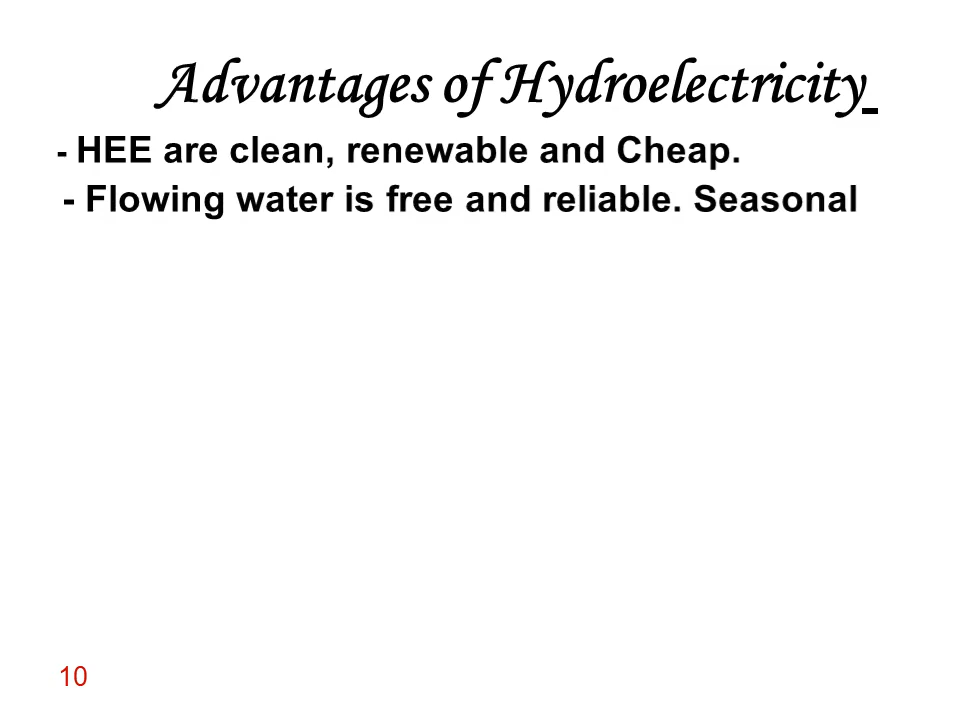 Advantages of Hydroelectricity
- HEE are clean, renewable and Cheap.
- Flowing water is free and reliable. Seasonal
10